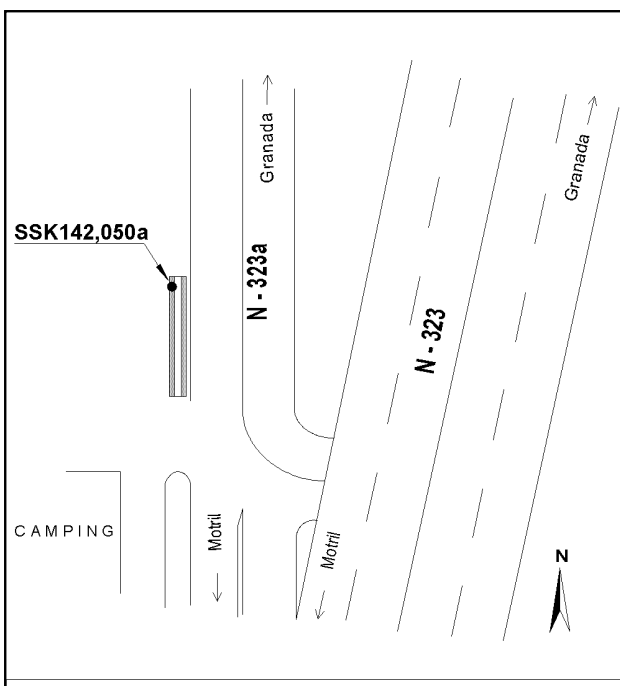 Granada
Granada
SSK142,050a
N - 323a
N - 323
CAMPING
Motril
Motril
N